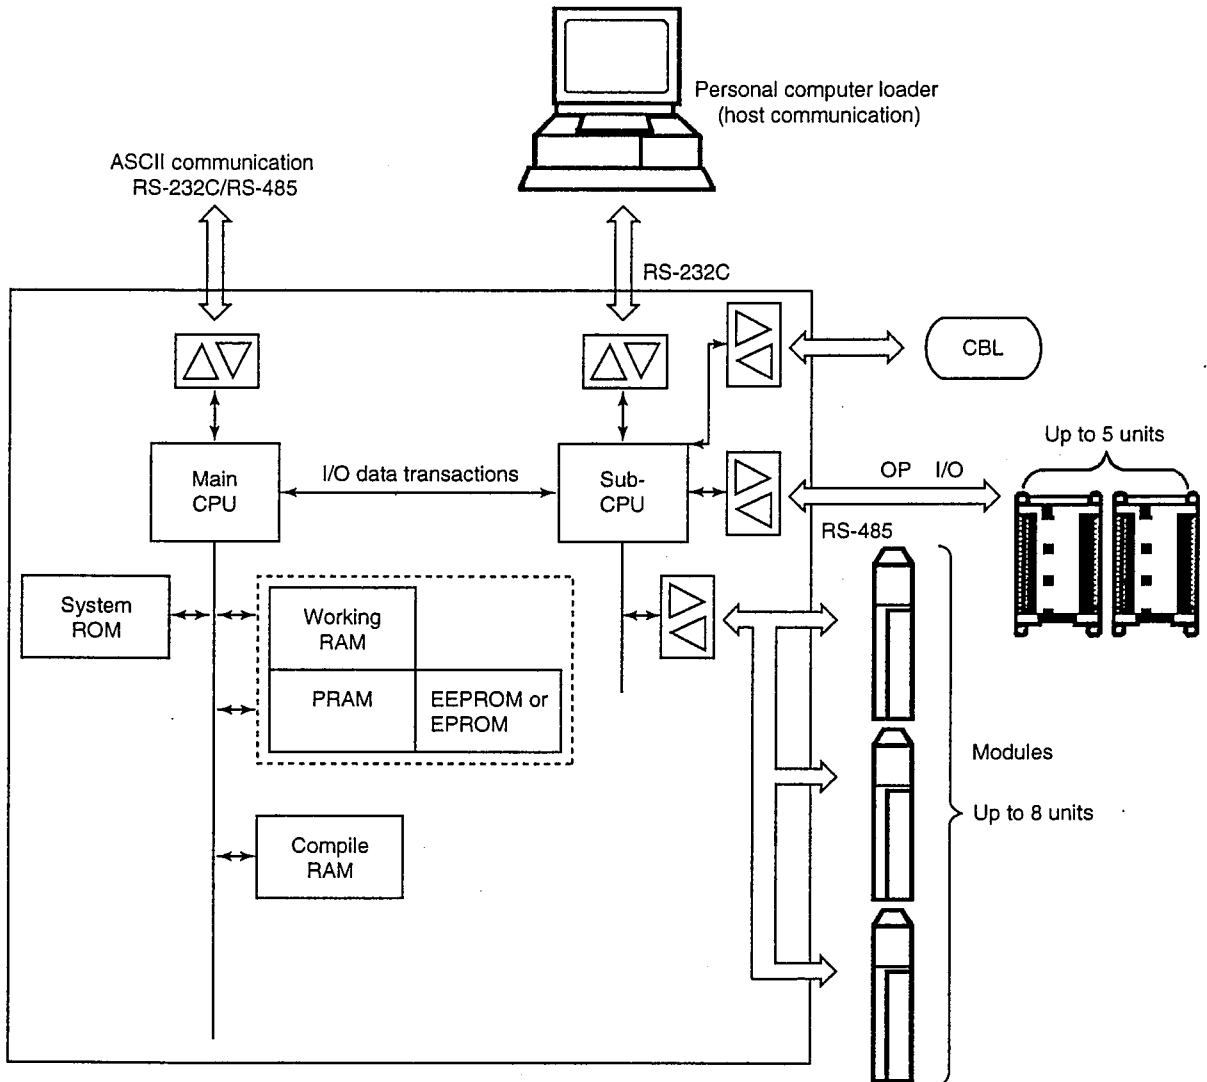 Personal computer loader
(host communication)
ASCII communication
RS-232C/RS-485
RS-232C
CBL
Up to 5 units
Main
CPU
I/O data transactions
Sub-
CPU
OP I/O
RS-485
System
ROM
Working
RAM
PRAM
EEPROM or
EPROM
Modules
Up to 8 units
Compile
RAM